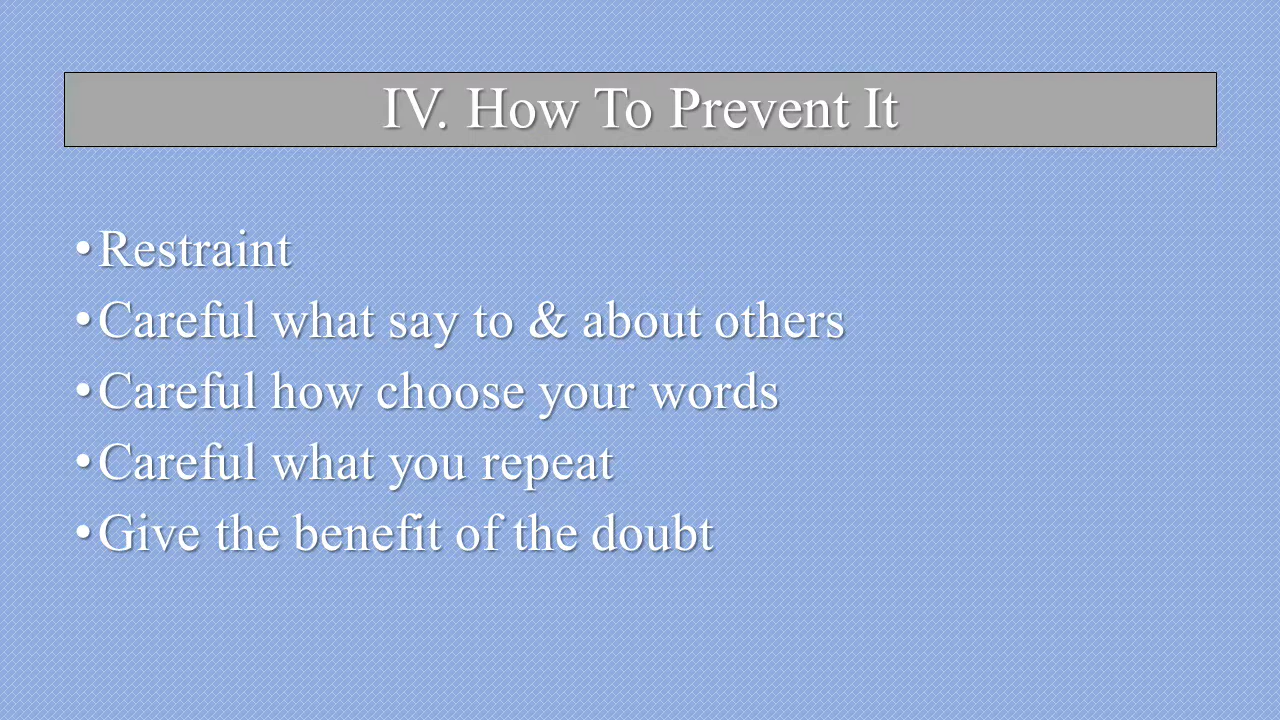 IV. How To Prevent It
• Restraint
• Careful what say to & about others
• Careful how choose your words
• Careful what you repeat
• Give the benefit of the doubt